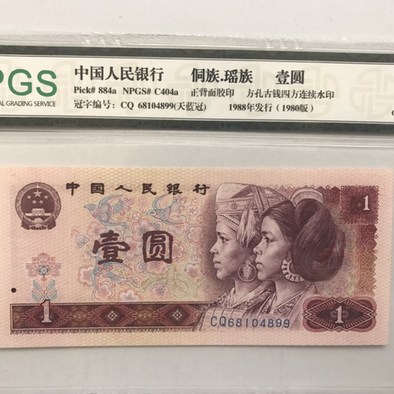 PGS
中国人民银行 侗族.瑶族 壹圆
AL GRADING SERVICE
Pick# 884a NPGS# C404a 正背面胶印 方孔古钱四方连续水印
冠字编号: CQ 68104899(天蓝冠) 1988年发行(1980版)
中国人民银行
1
壹圆
1
CQ68104899
1